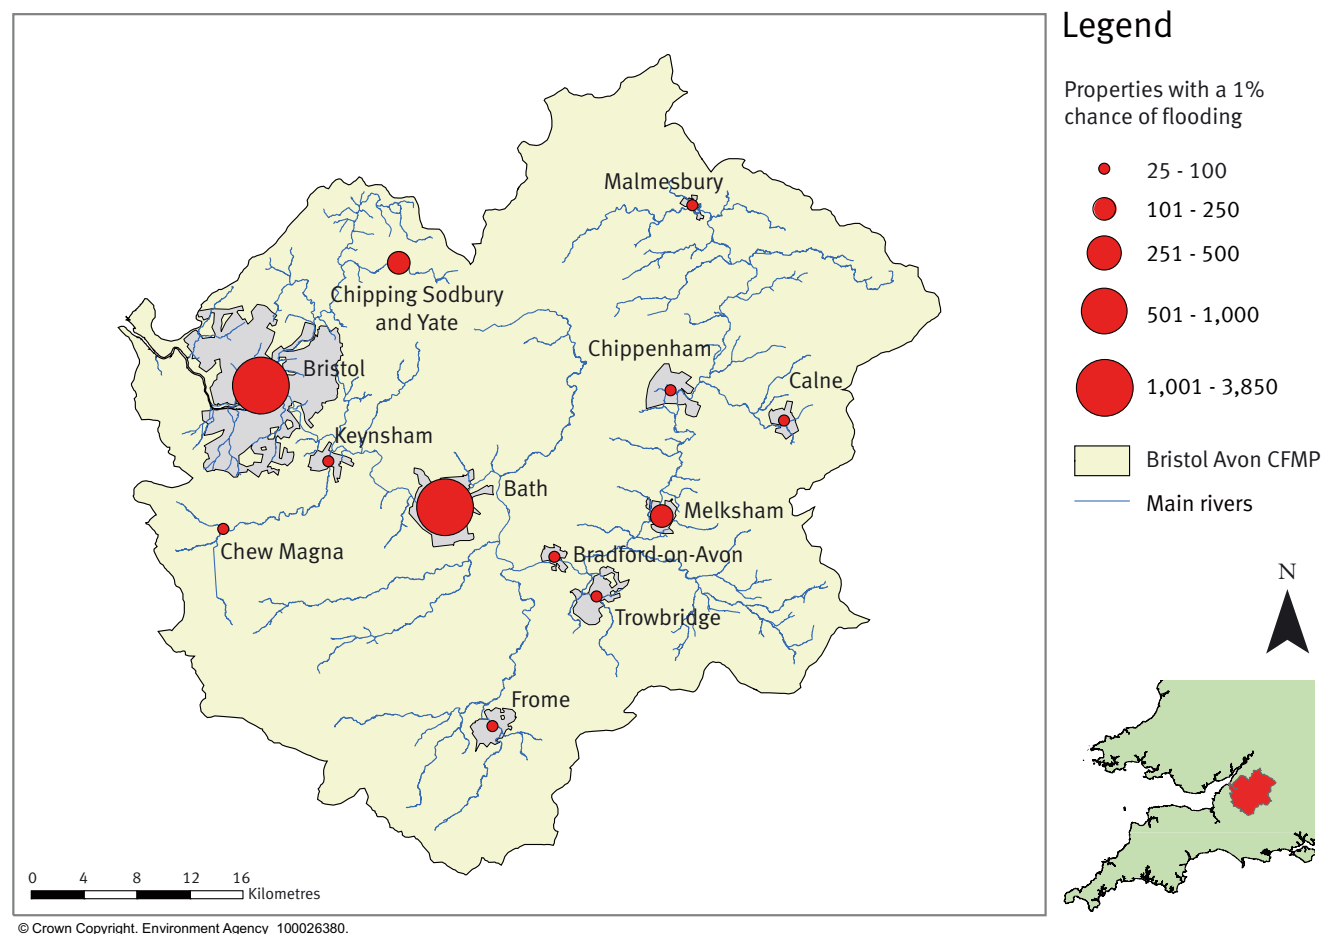 Legend
Properties with a 1%
chance of flooding
25 - 100
101 - 250
251 - 500
501 - 1,000
1,001 - 3,850
Bristol Avon CFMP
Main rivers
N
Malmesbury
Chipping Sodbury
and Yate
Chippenham
Bristol
Calne
Keynsham
Bath
Melksham
Chew Magna
Bradford-on-Avon
Trowbridge
Frome
0 4 8 12 16
Kilometres
© Crown Copyright. Environment Agency 100026380.